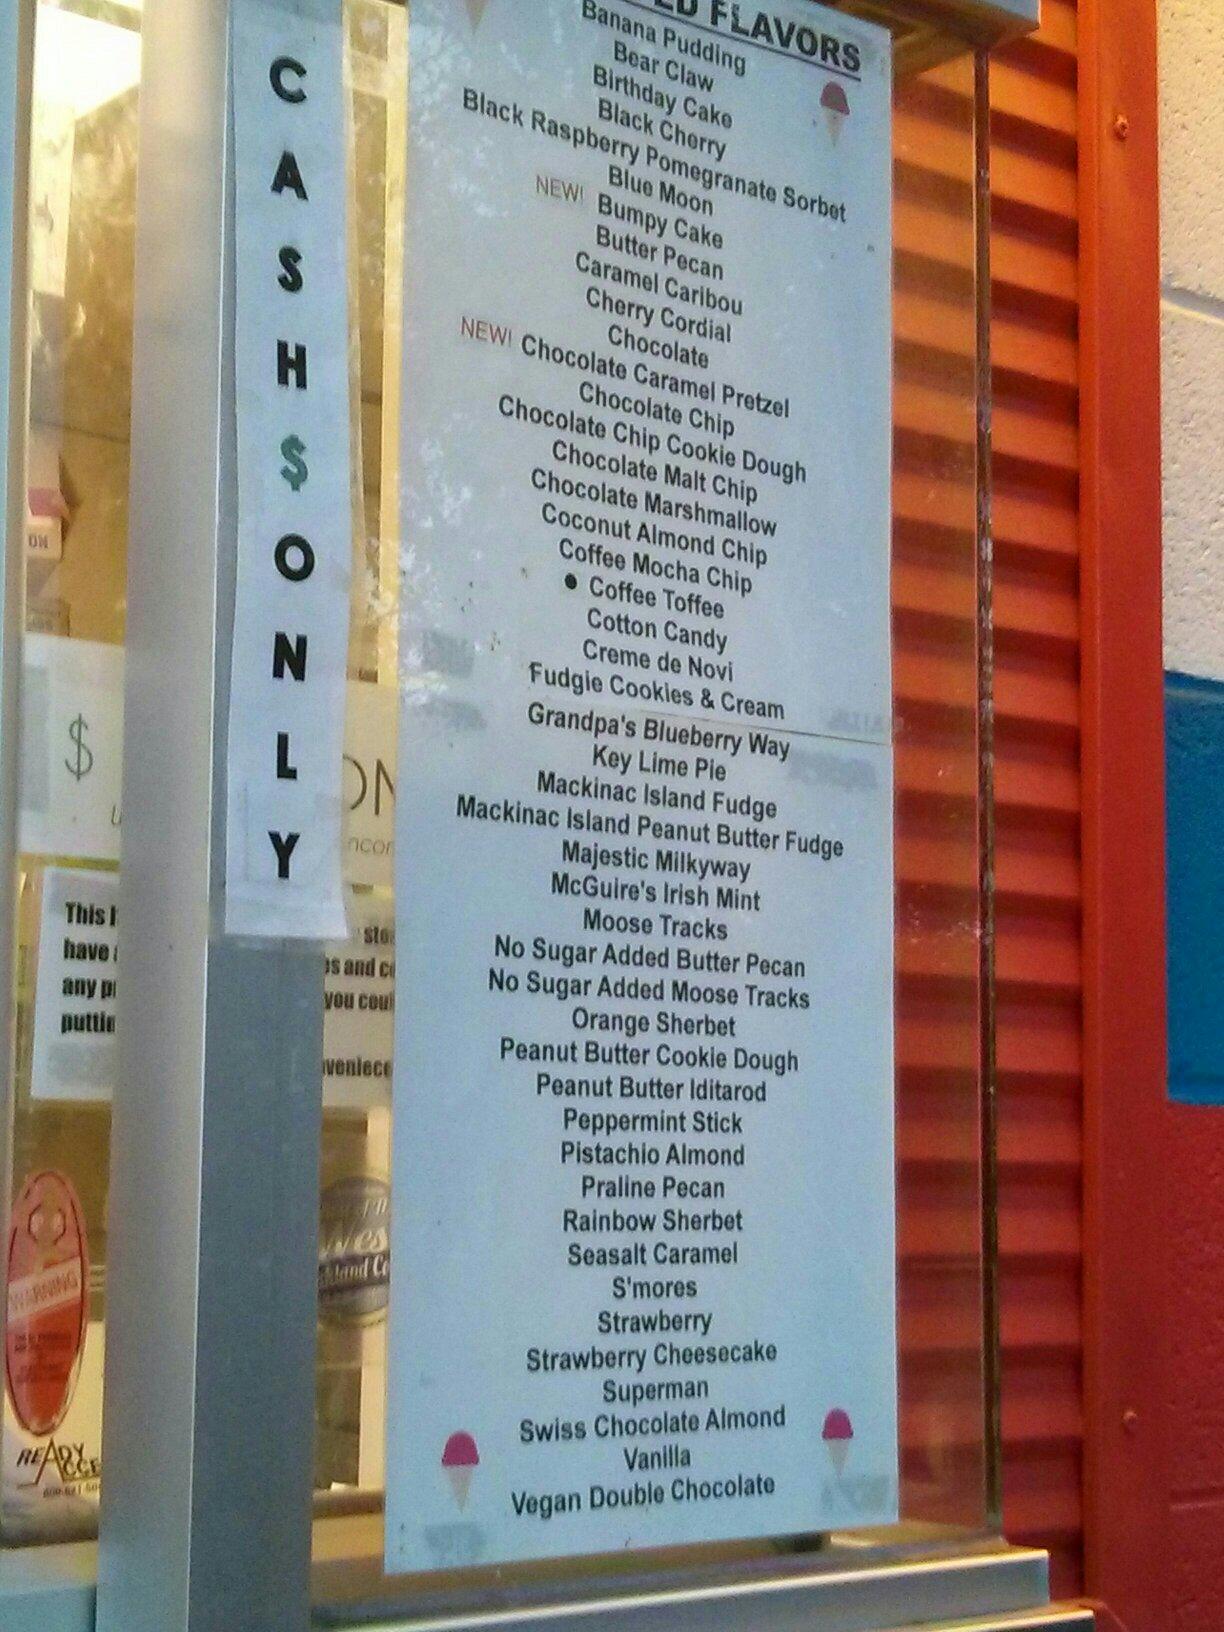 C
A
S
H
$
O
N
L
Y
FLAVORS
Banana Pudding
Bear Claw
Birthday Cake
Black Cherry
Black Raspberry Pomegranate Sorbet
Blue Moon
NEW! Bumpy Cake
Butter Pecan
Caramel Caribou
Cherry Cordial
Chocolate
NEW! Chocolate Caramel Pretzel
Chocolate Chip
Chocolate Chip Cookie Dough
Chocolate Malt Chip
Chocolate Marshmallow
Coconut Almond Chip
Coffee Mocha Chip
● Coffee Toffee
Cotton Candy
Creme de Novi
Fudgie Cookies & Cream
Grandpa's Blueberry Way
Key Lime Pie
Mackinac Island Fudge
Mackinac Island Peanut Butter Fudge
Majestic Milkyway
McGuire's Irish Mint
Moose Tracks
No Sugar Added Butter Pecan
No Sugar Added Moose Tracks
Orange Sherbet
Peanut Butter Cookie Dough
Peanut Butter Iditarod
Peppermint Stick
Pistachio Almond
Praline Pecan
Rainbow Sherbet
Seasalt Caramel
S'mores
Strawberry
Strawberry Cheesecake
Superman
Swiss Chocolate Almond
Vanilla
Vegan Double Chocolate
$
This
have
any
and
you
WARNING
READY